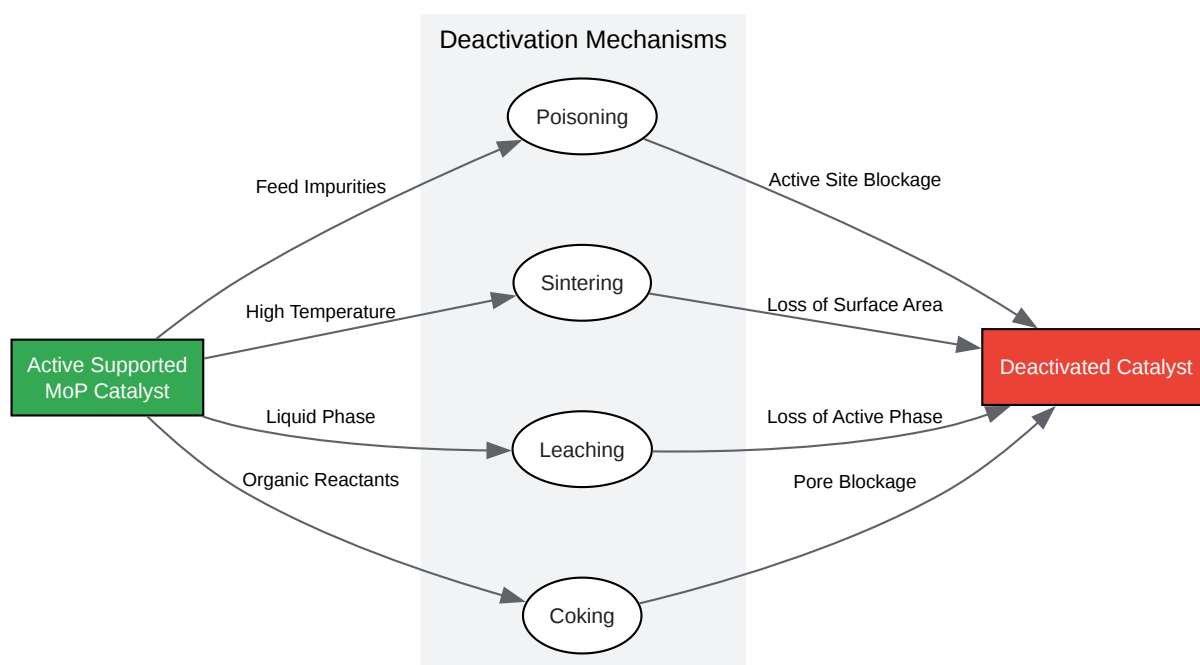 Deactivation Mechanisms
Poisoning
Feed Impurities
Active Site Blockage
Sintering
High Temperature
Loss of Surface Area
Active Supported
MoP Catalyst
Deactivated Catalyst
Liquid Phase
Loss of Active Phase
Leaching
Organic Reactants
Pore Blockage
Coking